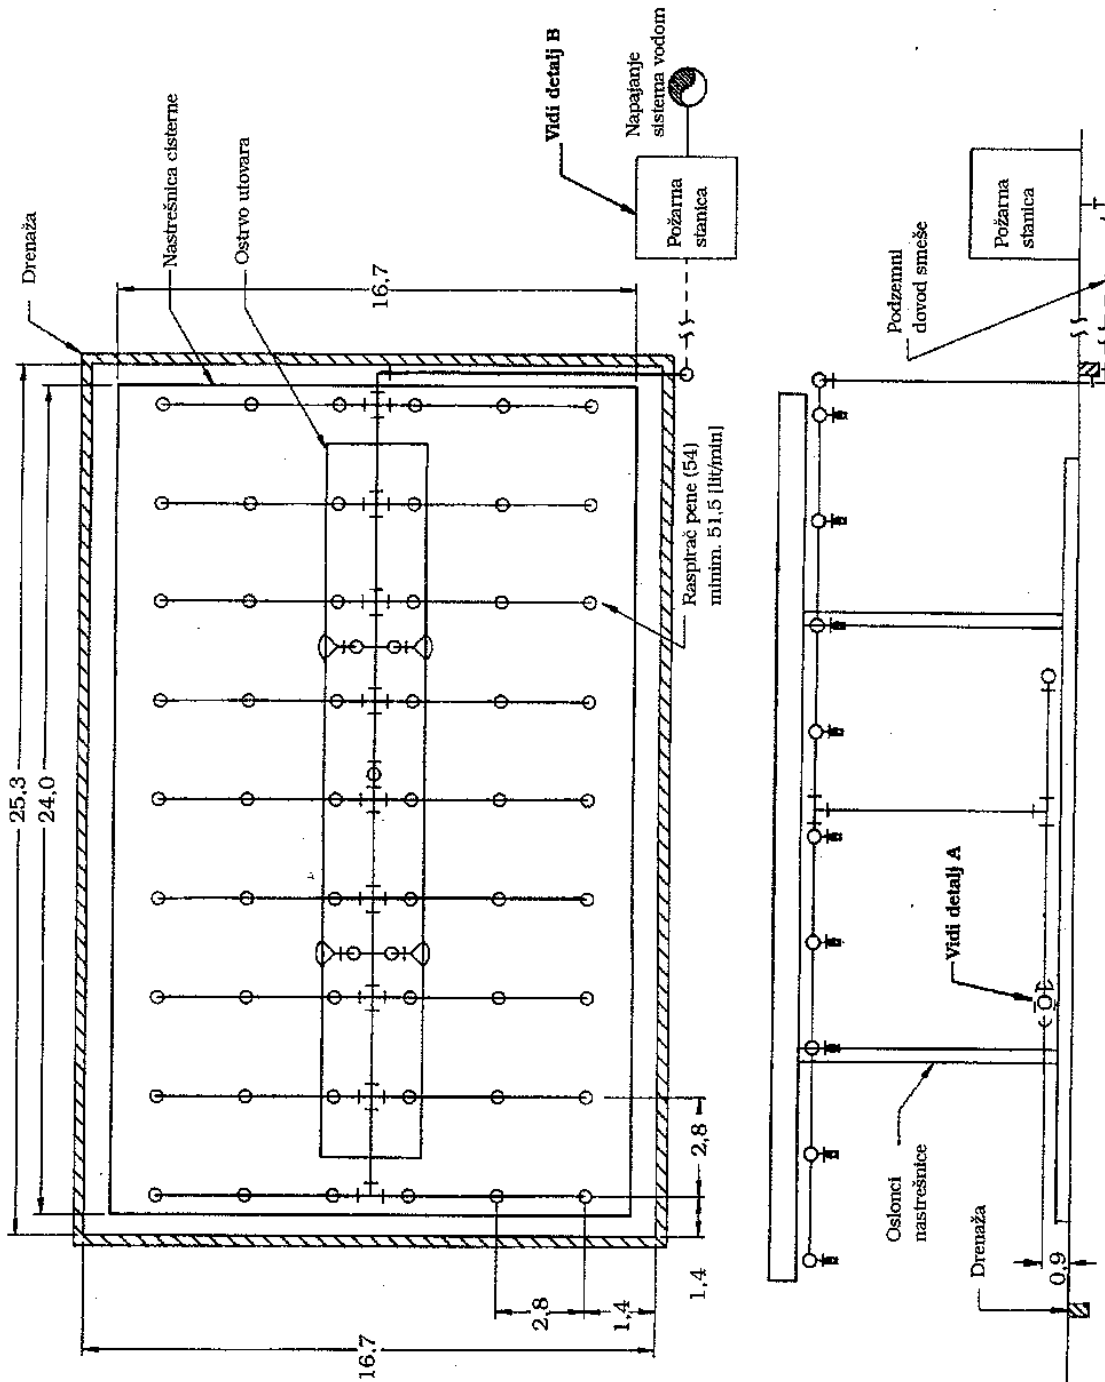 Drenaža
Nastrešnica cisterne
Ostrvo utovara
Vidi detalj B
Napajanje
sistema vodom
Požarna
stanica
16,7
25,3
24,0
Raspirač pene (54)
minim. 51,5 [lit/min]
2,8
1,4
2,8
1,4
16,7
Podzemni
dovod smeše
Požarna
stanica
Vidi detalj A
Oslonci
nastrešnice
Drenaža
0,9